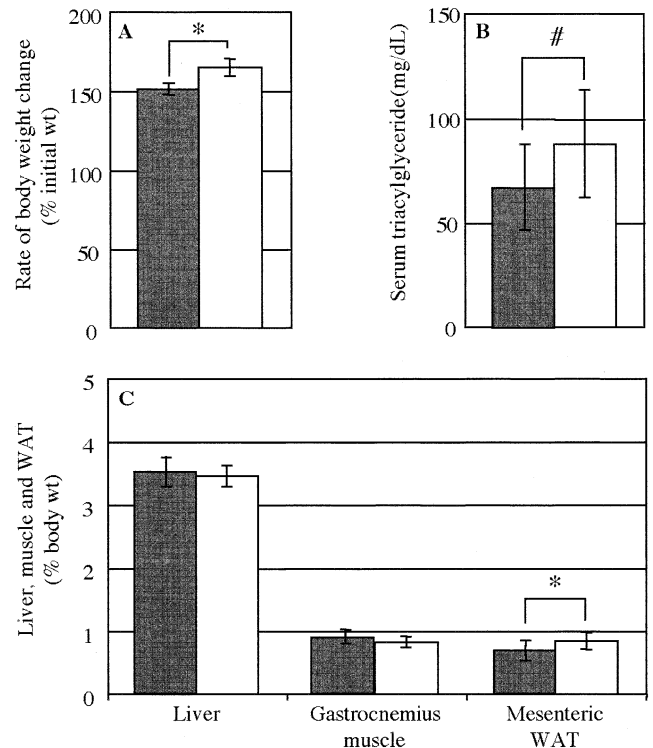 A
Rate of body weight change
(% initial wt)
200
150
100
50
0
*
B
Serum triacylglyceride(mg/dL)
150
100
50
0
#
C
Liver, muscle and WAT
(% body wt)
5
4
3
2
1
0
*
Liver
Gastrocnemius
muscle
Mesenteric
WAT